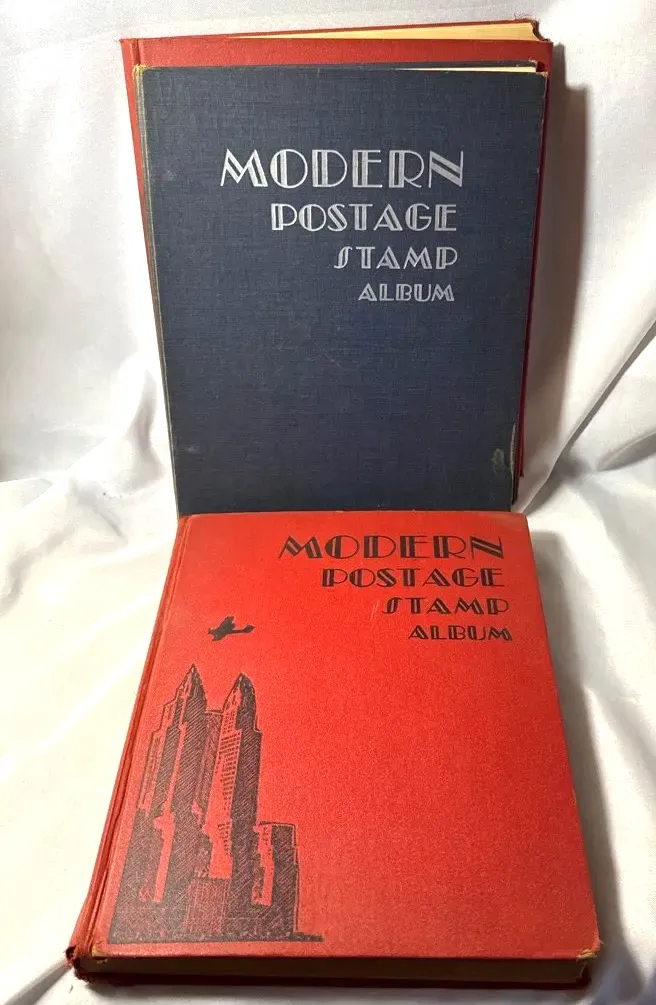 MODERN
POSTAGE
STAMP
ALBUM
MODERN
POSTAGE
STAMP
ALBUM